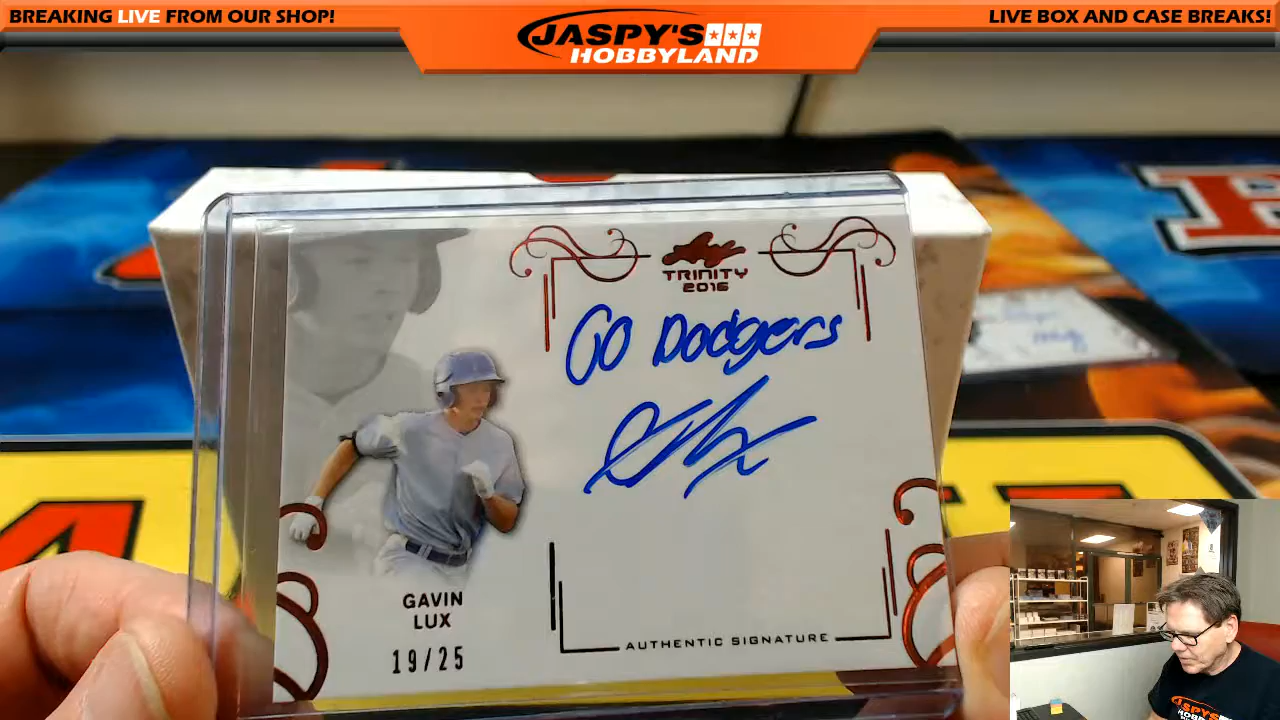 BREAKING LIVE FROM OUR SHOP!
JASPY'S
HOBBYLAND
LIVE BOX AND CASE BREAKS!
TRINITY
2016
GO Dodgers
GAVIN
LUX
19/25
AUTHENTIC SIGNATURE
JASPY'S